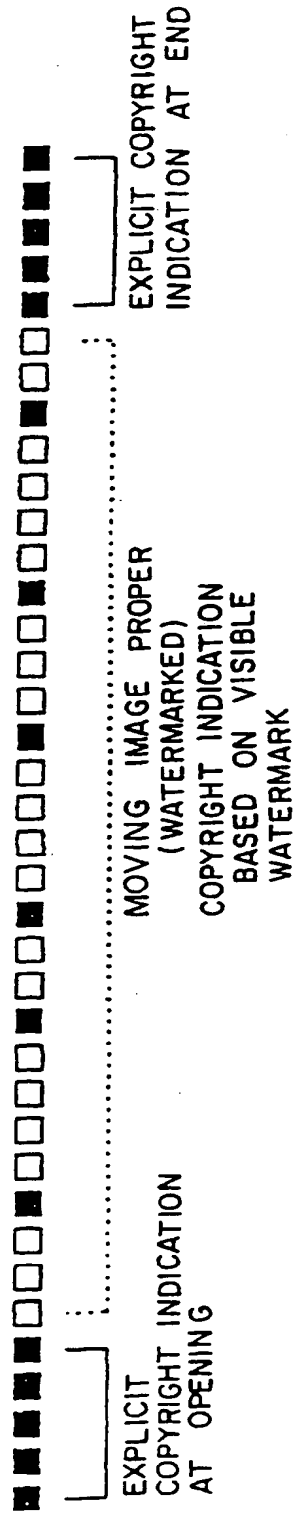 EXPLICIT
COPYRIGHT INDICATION
AT OPENING
MOVING IMAGE PROPER
(WATERMARKED)
COPYRIGHT INDICATION
BASED ON VISIBLE
WATERMARK
EXPLICIT COPYRIGHT
INDICATION AT END